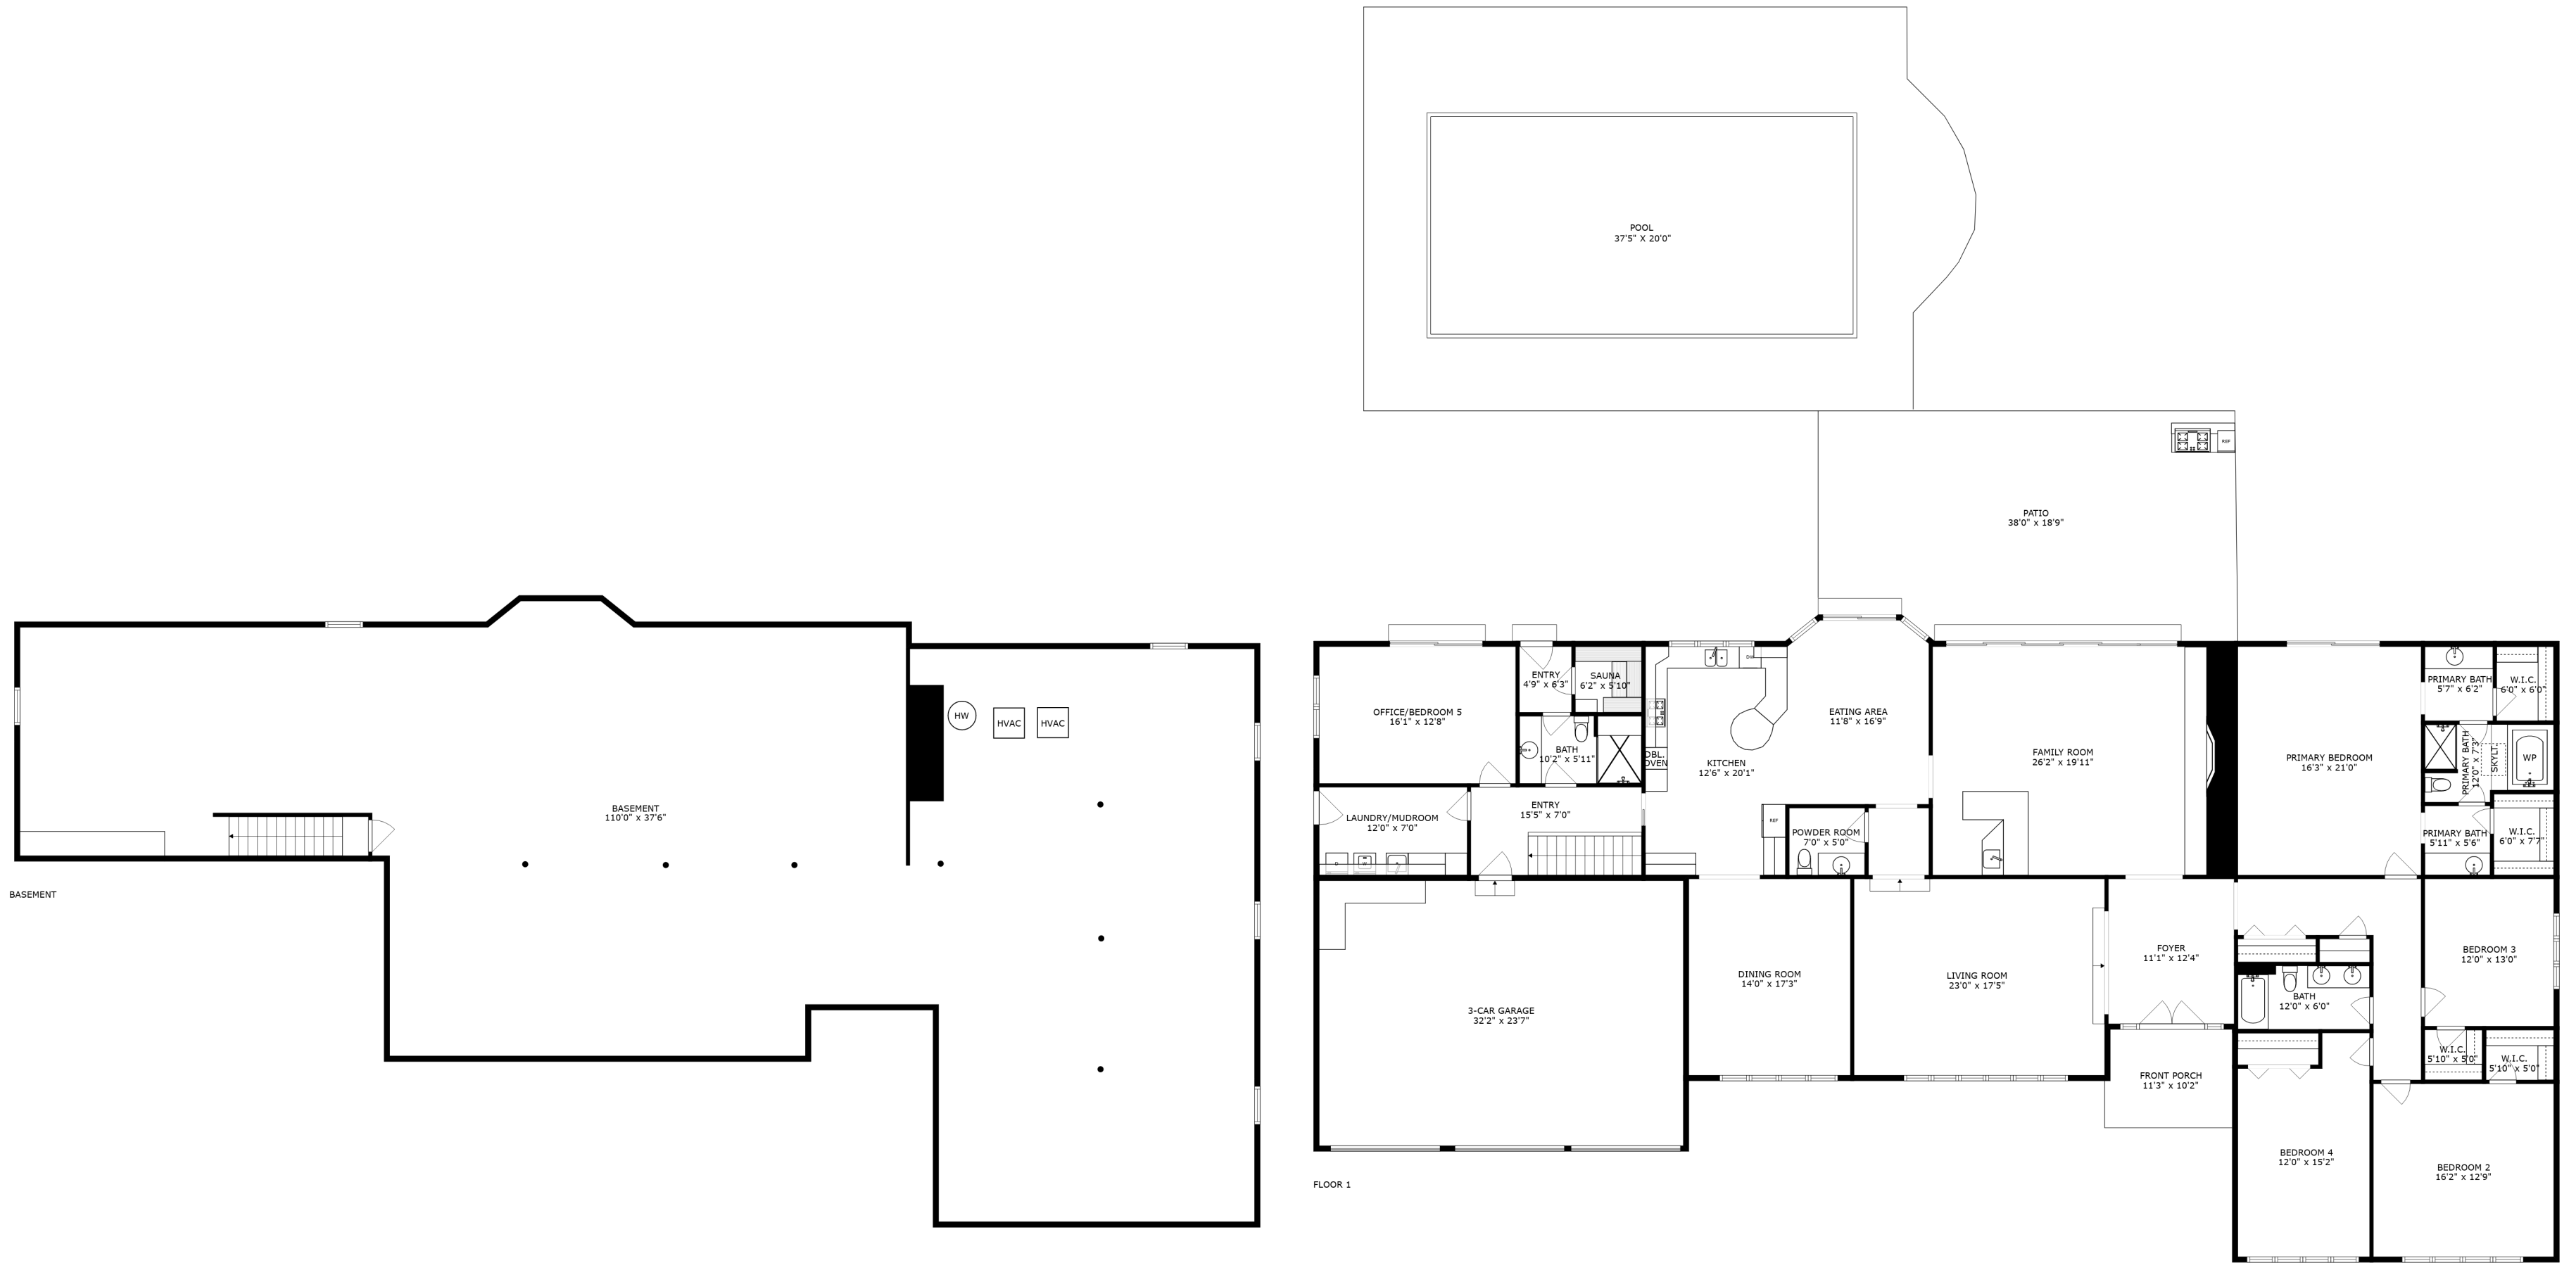 POOL
37'5" X 20'0"
REF
PATIO
38'0" x 18'9"
OFFICE/BEDROOM 5
16'1" x 12'8"
ENTRY
4'9" x 6'3"
SAUNA
6'2" x 5'10"
BATH
10'2" x 5'11"
DBL.
OVEN
KITCHEN
12'6" x 20'1"
EATING AREA
11'8" x 16'9"
FAMILY ROOM
26'2" x 19'11"
PRIMARY BEDROOM
16'3" x 21'0"
PRIMARY BATH
5'7" x 6'2"
W.I.C.
6'0" x 6'0"
PRIMARY BATH
12'0" x 7'3"
SKYLT
WP
PRIMARY BATH
5'11" x 5'6"
W.I.C.
6'0" x 7'7"
LAUNDRY/MUDROOM
12'0" x 7'0"
D
W
ENTRY
15'5" x 7'0"
REF
POWDER ROOM
7'0" x 5'0"
3-CAR GARAGE
32'2" x 23'7"
DINING ROOM
14'0" x 17'3"
LIVING ROOM
23'0" x 17'5"
FOYER
11'1" x 12'4"
BATH
12'0" x 6'0"
BEDROOM 3
12'0" x 13'0"
W.I.C.
5'10" x 5'0"
W.I.C.
5'10" x 5'0"
FRONT PORCH
11'3" x 10'2"
BEDROOM 4
12'0" x 15'2"
BEDROOM 2
16'2" x 12'9"
FLOOR 1
HW
HVAC
HVAC
BASEMENT
110'0" x 37'6"
BASEMENT